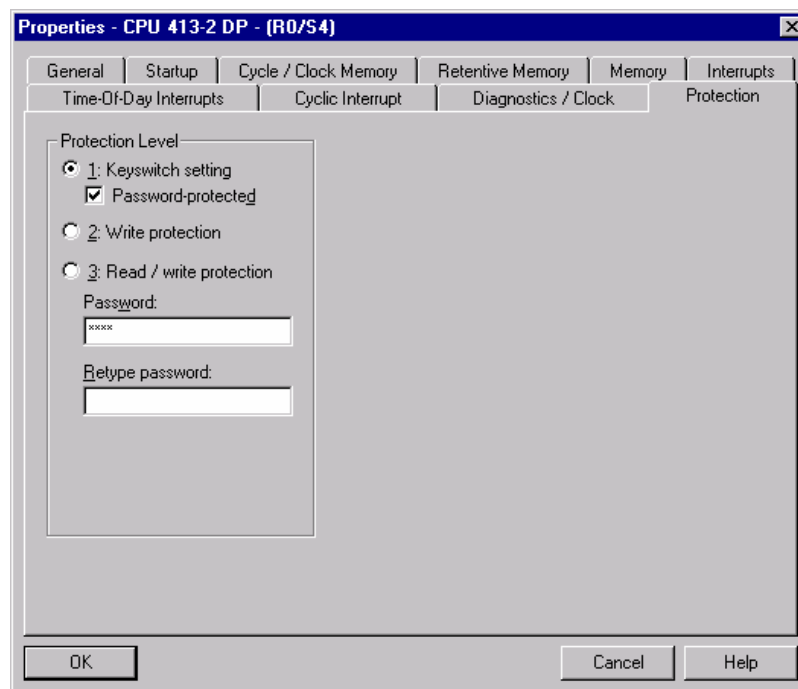 Properties - CPU 413-2 DP - (R0/S4)
General Startup Cycle / Clock Memory Retentive Memory Memory Interrupts
Time-Of-Day Interrupts Cyclic Interrupt Diagnostics / Clock Protection
Protection Level
1: Keyswitch setting
Password-protected
2: Write protection
3: Read / write protection
Password:
xxxx
Retype password:
OK Cancel Help